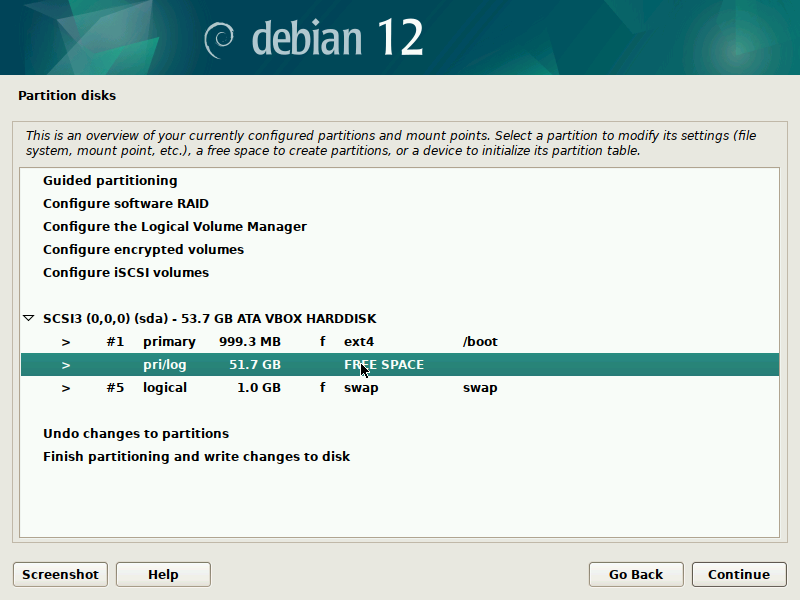 debian 12
Partition disks
This is an overview of your currently configured partitions and mount points. Select a partition to modify its settings (file
system, mount point, etc.), a free space to create partitions, or a device to initialize its partition table.
Guided partitioning
Configure software RAID
Configure the Logical Volume Manager
Configure encrypted volumes
Configure iSCSI volumes
SCSI3 (0,0,0) (sda) - 53.7 GB ATA VBOX HARDDISK
> #1 primary 999.3 MB f ext4 /boot
> pri/log 51.7 GB FREE SPACE
> #5 logical 1.0 GB f swap swap
Undo changes to partitions
Finish partitioning and write changes to disk
Screenshot Help Go Back Continue